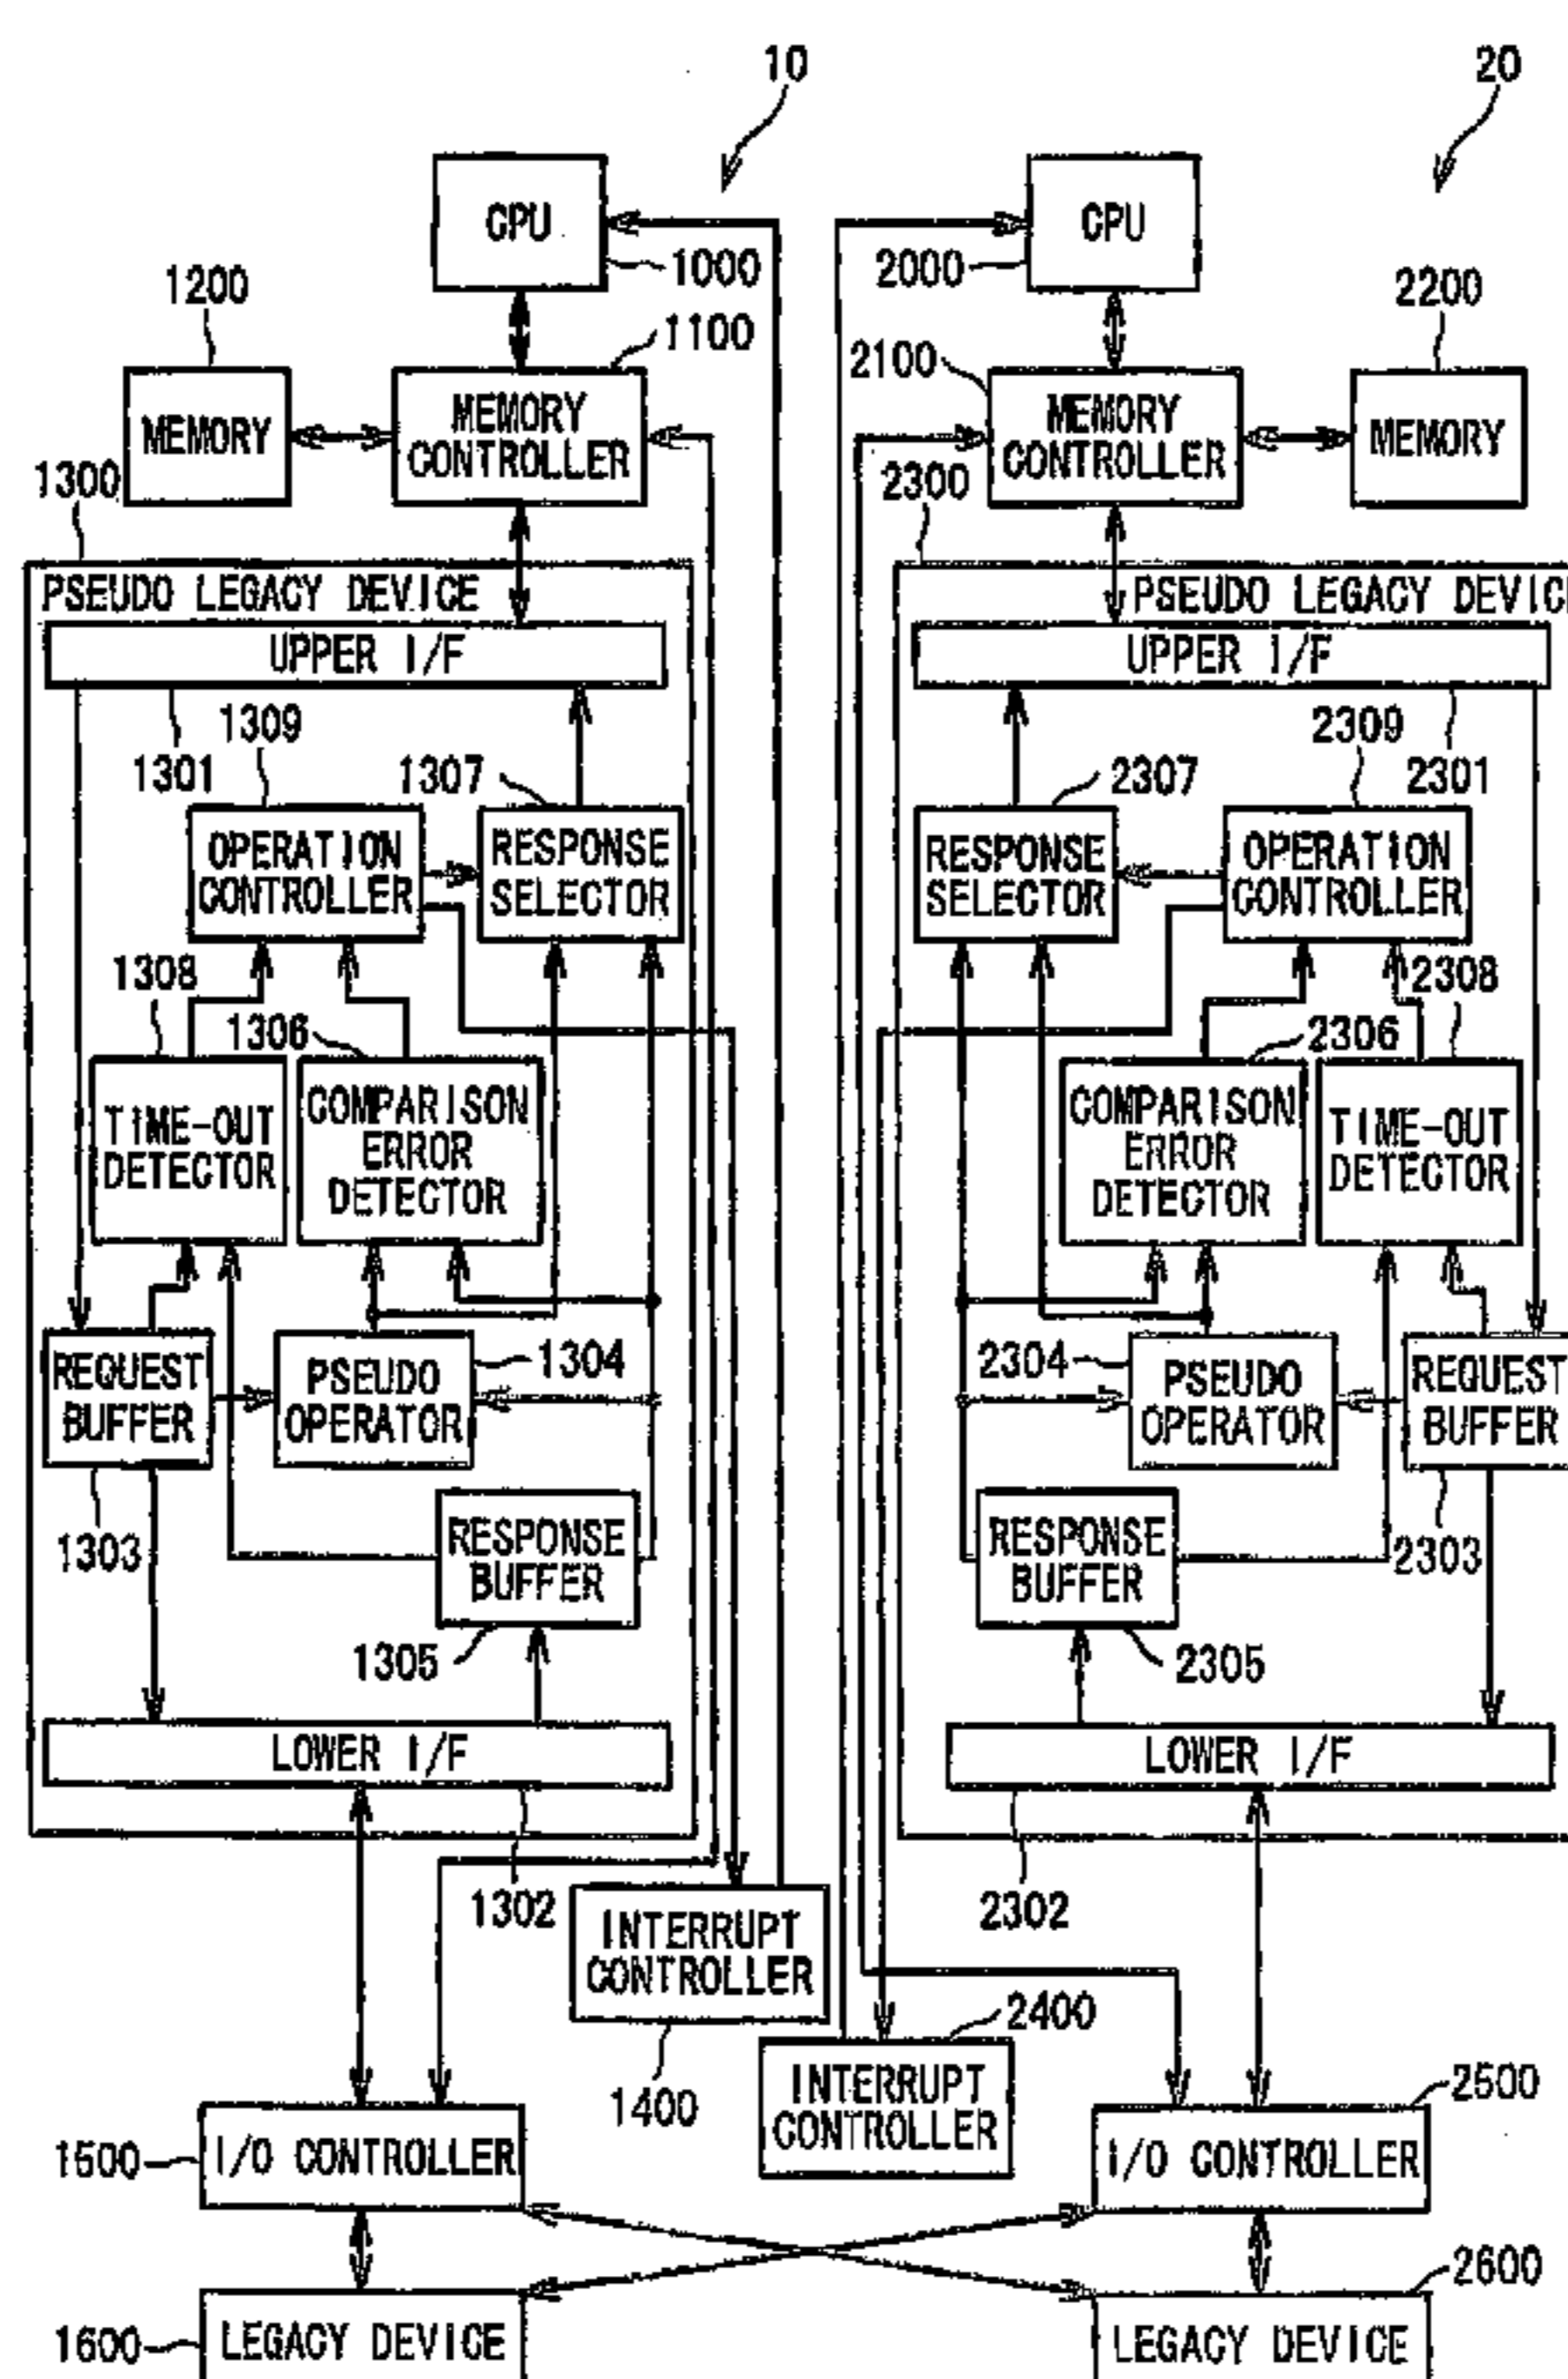 10
20
CPU
CPU
1000
2000
1200
1100
2100
2200
MEMORY
MEMORY
CONTROLLER
MEMORY
CONTROLLER
MEMORY
1300
2300
PSEUDO LEGACY DEVICE
PSEUDO LEGACY DEVIC
UPPER I/F
UPPER I/F
1309
1301
1307
2307
2309
2301
OPERATION
CONTROLLER
RESPONSE
SELECTOR
RESPONSE
SELECTOR
OPERATION
CONTROLLER
1308
1306
2308
2306
TIME-OUT
DETECTOR
COMPARISON
ERROR
DETECTOR
COMPARISON
ERROR
DETECTOR
TIME-OUT
DETECTOR
REQUEST
BUFFER
PSEUDO
OPERATOR
1304
2304
PSEUDO
OPERATOR
REQUEST
BUFFER
1303
RESPONSE
BUFFER
RESPONSE
BUFFER
2303
1305
2305
LOWER I/F
LOWER I/F
1302
2302
INTERRUPT
CONTROLLER
1400
2400
INTERRUPT
CONTROLLER
1500
I/O CONTROLLER
2500
I/O CONTROLLER
1600
LEGACY DEVICE
2600
LEGACY DEVICE